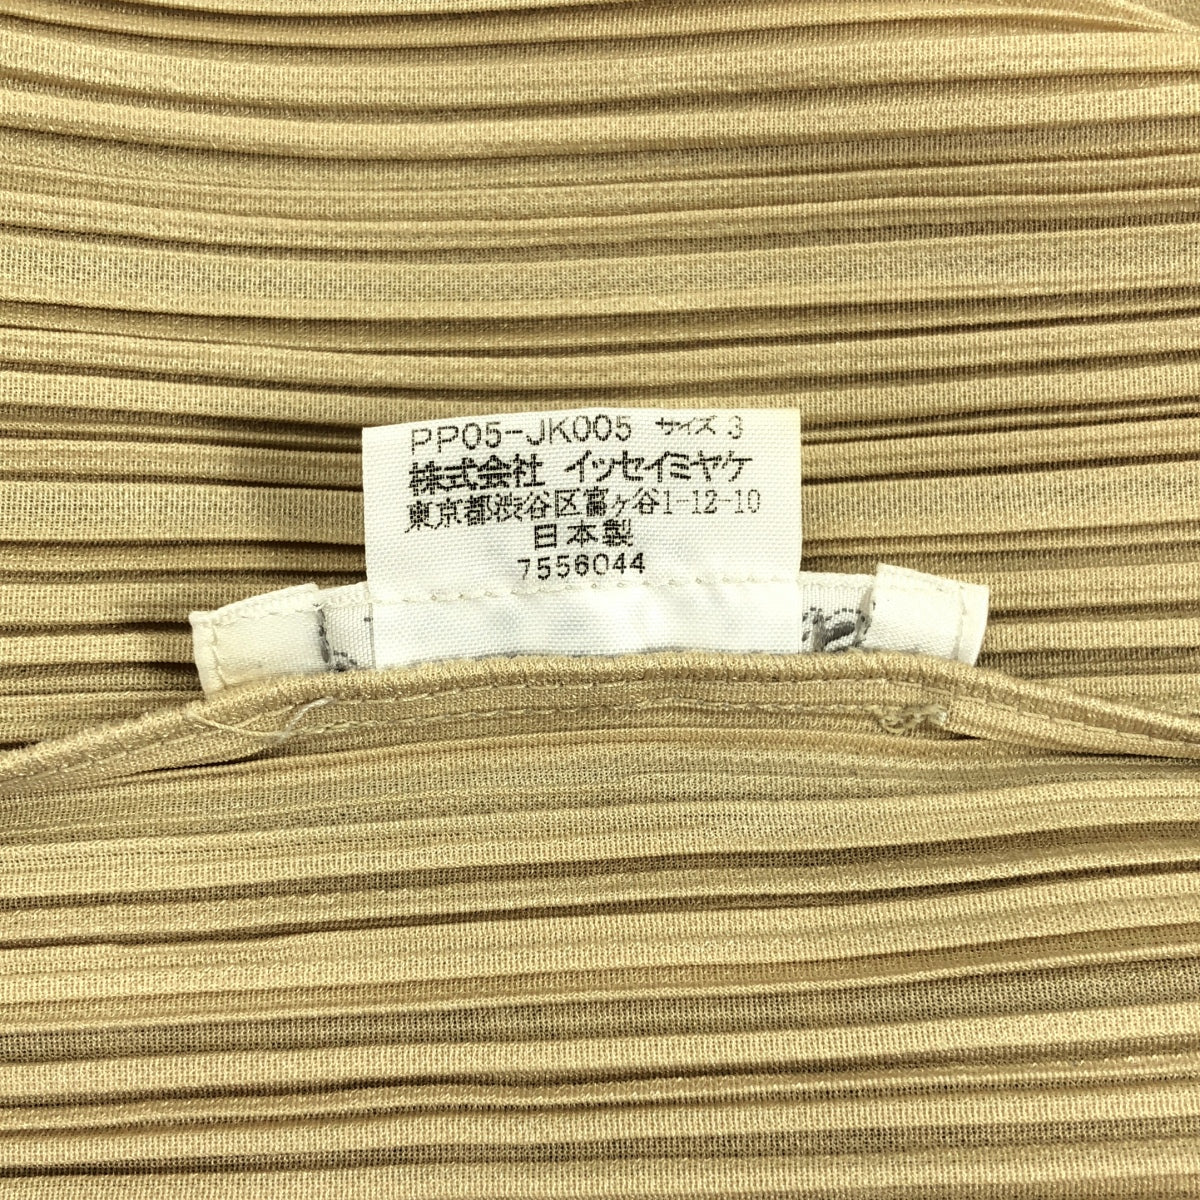 PP05-JK005 サイズ 3
株式会社 イッセイミヤケ
東京都渋谷区富ヶ谷1-12-10
日本製
7556044